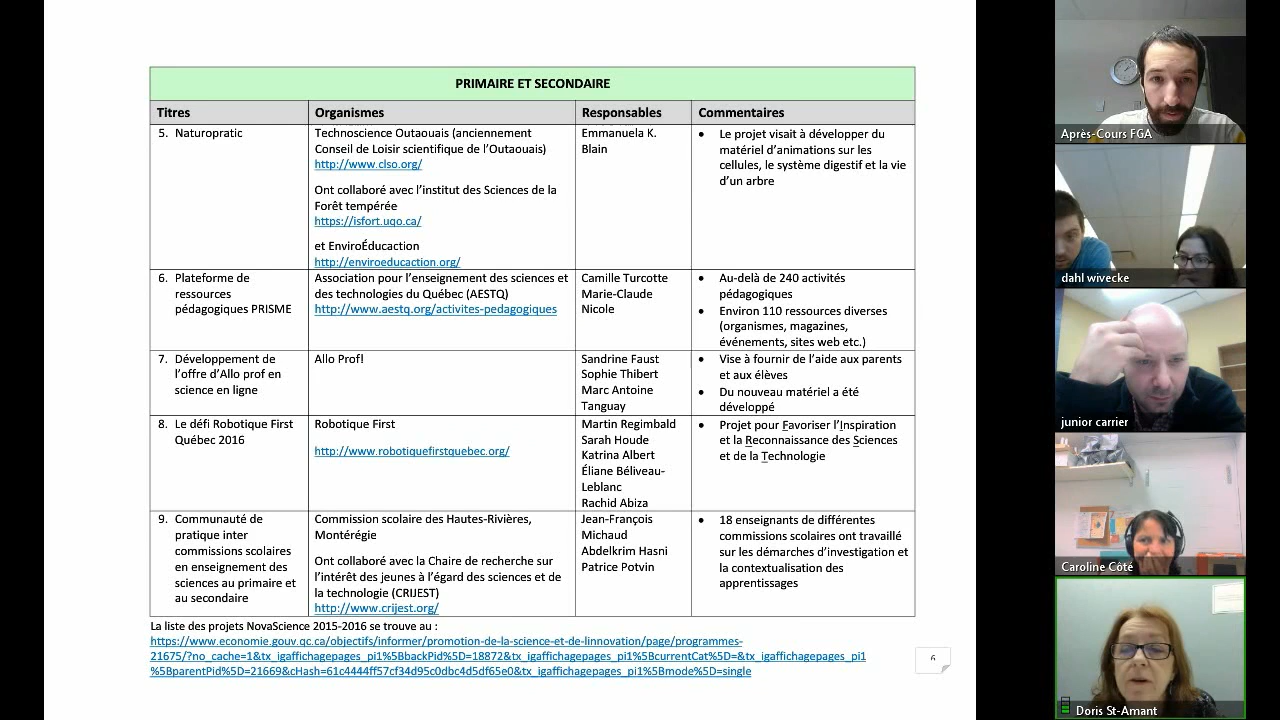 PRIMAIRE ET SECONDAIRE
Titres
Organismes
Responsables
Commentaires
5. Naturopratic
Technoscience Outaouais (anciennement
Conseil de Loisir scientifique de l'Outaouais)
http://www.clso.org/
Ont collaboré avec l'institut des Sciences de la
Forêt tempérée
https://isfort.uqo.ca/
et EnviroÉducaction
http://enviroeducaction.org/
Emmanuela K.
Blain
• Le projet visait à développer du
matériel d'animations sur les
cellules, le système digestif et la vie
d'un arbre
6. Plateforme de
ressources
pédagogiques PRISME
Association pour l'enseignement des sciences et
des technologies du Québec (AESTQ)
http://www.aestq.org/activites-pedagogiques
Camille Turcotte
Marie-Claude
Nicole
• Au-delà de 240 activités
pédagogiques
• Environ 110 ressources diverses
(organismes, magazines,
événements, sites web etc.)
7. Développement de
l'offre d'Allo prof en
science en ligne
Allo Prof!
Sandrine Faust
Sophie Thibert
Marc Antoine
Tanguay
• Vise à fournir de l'aide aux parents
et aux élèves
• Du nouveau matériel a été
développé
8. Le défi Robotique First
Québec 2016
Robotique First
http://www.robotiquefirstquebec.org/
Martin Regimbald
Sarah Houde
Katrina Albert
Éliane Béliveau-
Leblanc
Rachid Abiza
• Projet pour Favoriser l'Inspiration
et la Reconnaissance des Sciences
et de la Technologie
9. Communauté de
pratique inter
commissions scolaires
en enseignement des
sciences au primaire et
au secondaire
Commission scolaire des Hautes-Rivières,
Montérégie
Ont collaboré avec la Chaire de recherche sur
l'intérêt des jeunes à l'égard des sciences et de
la technologie (CRIJEST)
http://www.crijest.org/
Jean-François
Michaud
Abdelkrim Hasni
Patrice Potvin
• 18 enseignants de différentes
commissions scolaires ont travaillé
sur les démarches d'investigation et
la contextualisation des
apprentissages
La liste des projets NovaScience 2015-2016 se trouve au :
https://www.economie.gouv.qc.ca/objectifs/informer/promotion-de-la-science-et-de-linnovation/page/programmes-
21675/?no_cache=1&tx_igaffichagepages_pi1%5BbackPid%5D=18872&tx_igaffichagepages_pi1%5BcurrentCat%5D=&tx_igaffichagepages_pi1
%5BparentPid%5D=21669&cHash=61c4444ff57cf34d95c0dbc4d5df65e0&tx_igaffichagepages_pi1%5Bmode%5D=single
6
Après-Cours FGA
dahl wivecke
junior carrier
Caroline Côté
Doris St-Amant